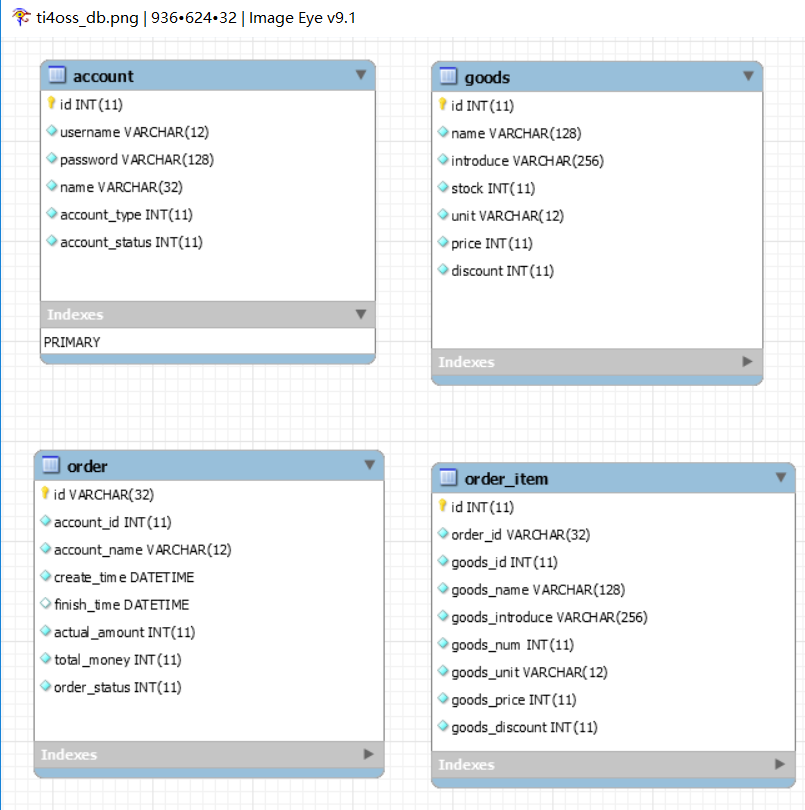 ti4oss_db.png | 936•624•32 | Image Eye v9.1
account
id INT(11)
username VARCHAR(12)
password VARCHAR(128)
name VARCHAR(32)
account_type INT(11)
account_status INT(11)
Indexes
PRIMARY
goods
id INT(11)
name VARCHAR(128)
introduce VARCHAR(256)
stock INT(11)
unit VARCHAR(12)
price INT(11)
discount INT(11)
Indexes
order
id VARCHAR(32)
account_id INT(11)
account_name VARCHAR(12)
create_time DATETIME
finish_time DATETIME
actual_amount INT(11)
total_money INT(11)
order_status INT(11)
Indexes
order_item
id INT(11)
order_id VARCHAR(32)
goods_id INT(11)
goods_name VARCHAR(128)
goods_introduce VARCHAR(256)
goods_num INT(11)
goods_unit VARCHAR(12)
goods_price INT(11)
goods_discount INT(11)
Indexes